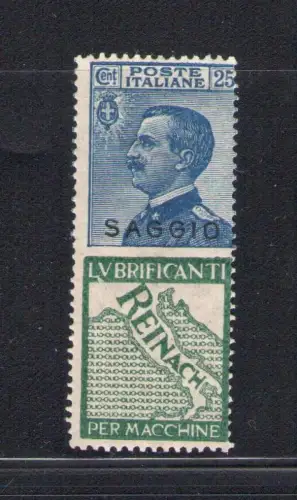 Cent POSTE 25
ITALIANE
SAGGIO
LVBRIFICANTI
REINACH
PER MACCHINE